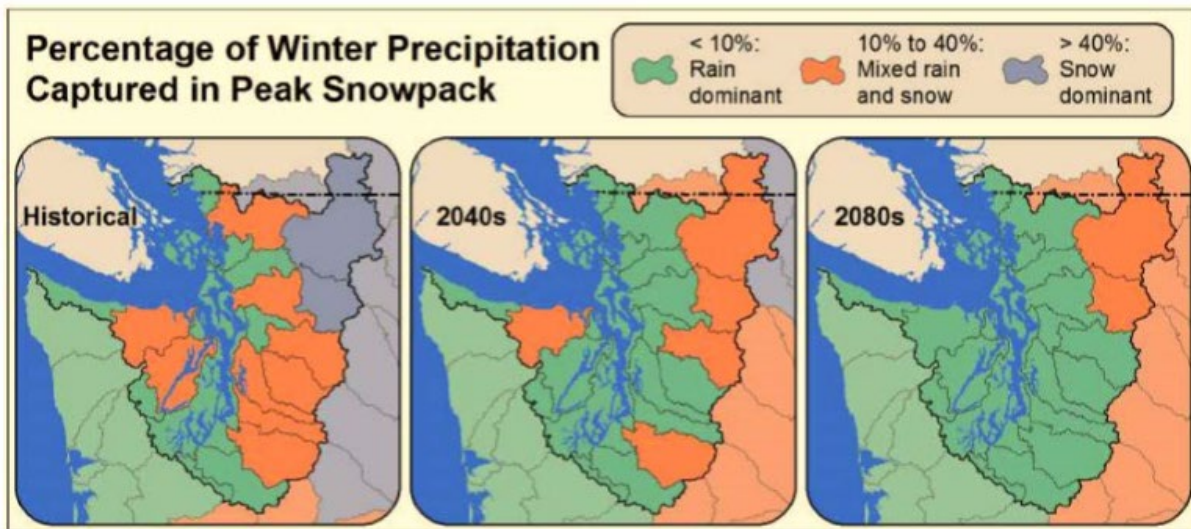 Percentage of Winter Precipitation
Captured in Peak Snowpack
< 10%:
Rain
dominant
10% to 40%:
Mixed rain
and snow
> 40%:
Snow
dominant
Historical
2040s
2080s